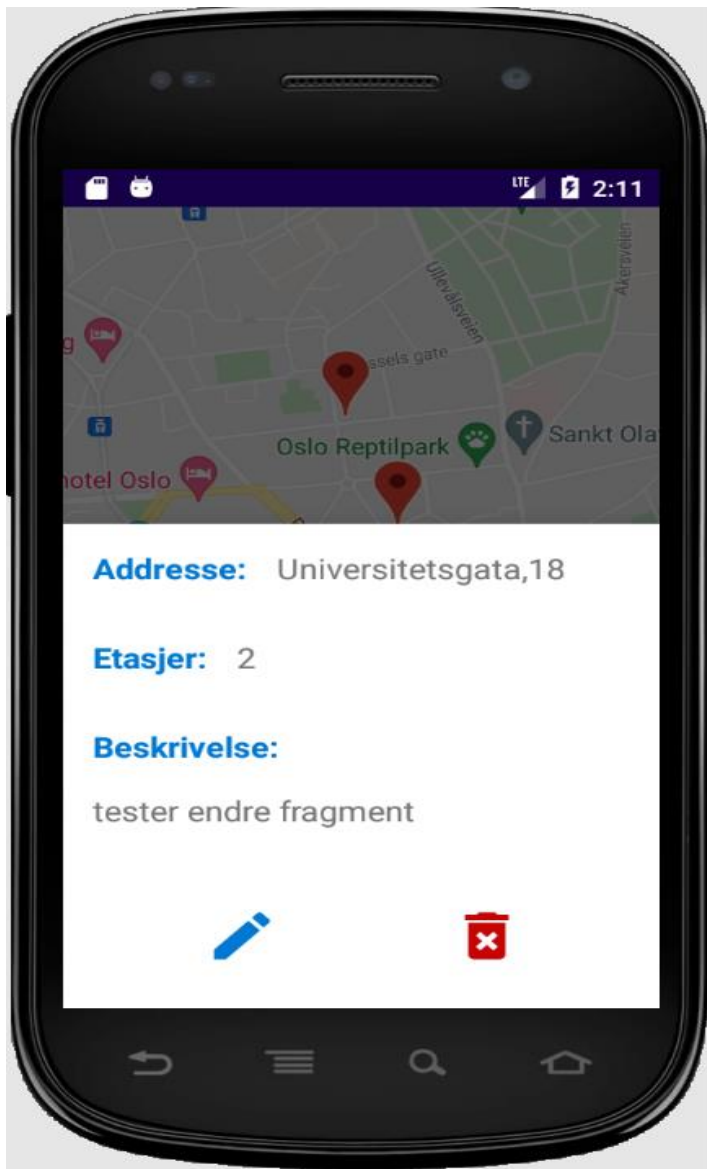 LTE 2:11
Ullevålsveien
Akersveien
ssels gate
g
Oslo Reptilpark
Sankt Ola
hotel Oslo
Addresse: Universitetsgata,18
Etasjer: 2
Beskrivelse:
tester endre fragment